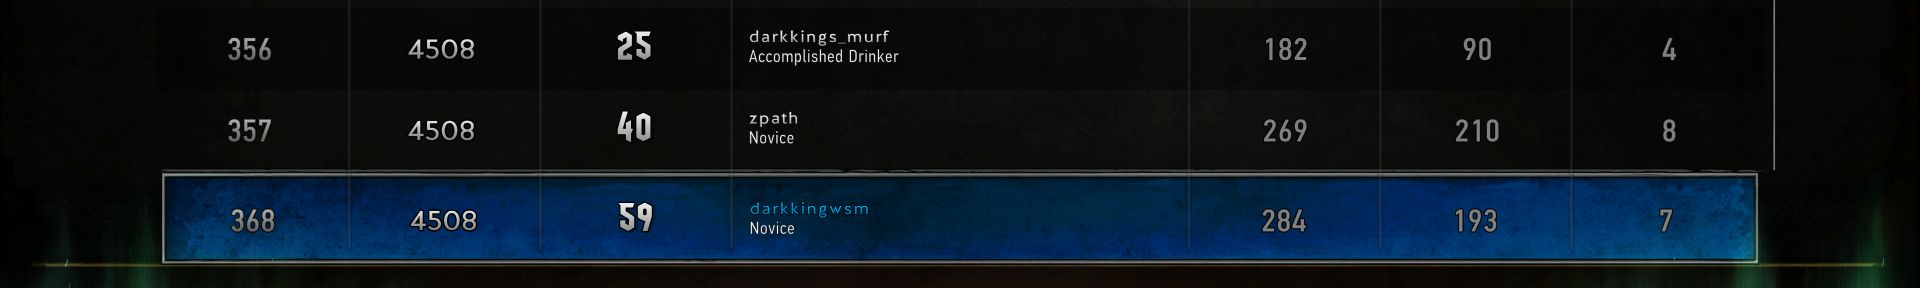 356 4508 25 darkkings_murf 182 90 4
Accomplished Drinker
357 4508 40 zpath 269 210 8
Novice
368 4508 59 darkkingwsm 284 193 7
Novice